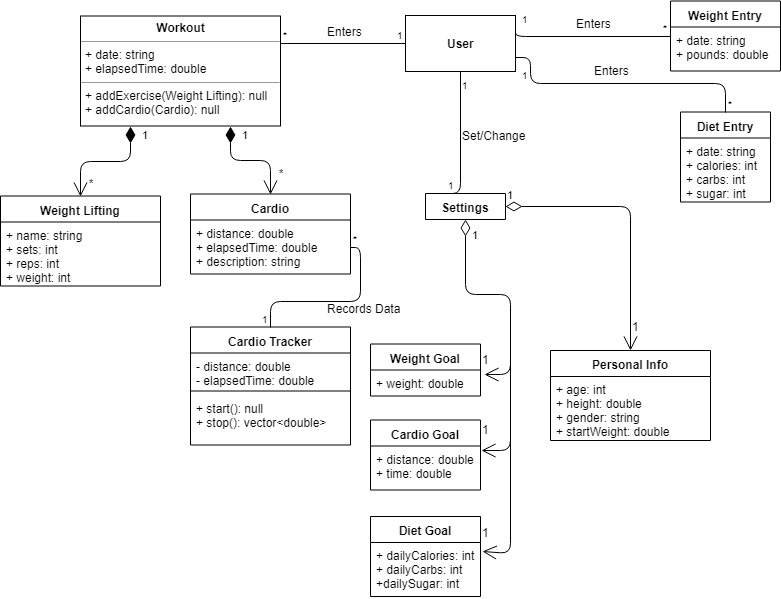 Workout
+ date: string
+ elapsedTime: double
+ addExercise(Weight Lifting): null
+ addCardio(Cardio): null
*
Enters
1
User
1
Enters
*
Weight Entry
+ date: string
+ pounds: double
1
Enters
*
Diet Entry
+ date: string
+ calories: int
+ carbs: int
+ sugar: int
1
1
*
*
1
Set/Change
1
Weight Lifting
+ name: string
+ sets: int
+ reps: int
+ weight: int
Cardio
+ distance: double
+ elapsedTime: double
+ description: string
*
Records Data
1
Settings
1
1
Cardio Tracker
- distance: double
- elapsedTime: double
+ start(): null
+ stop(): vector<double>
Weight Goal
+ weight: double
1
Cardio Goal
+ distance: double
+ time: double
1
Diet Goal
+ dailyCalories: int
+ dailyCarbs: int
+dailySugar: int
1
1
Personal Info
+ age: int
+ height: double
+ gender: string
+ startWeight: double